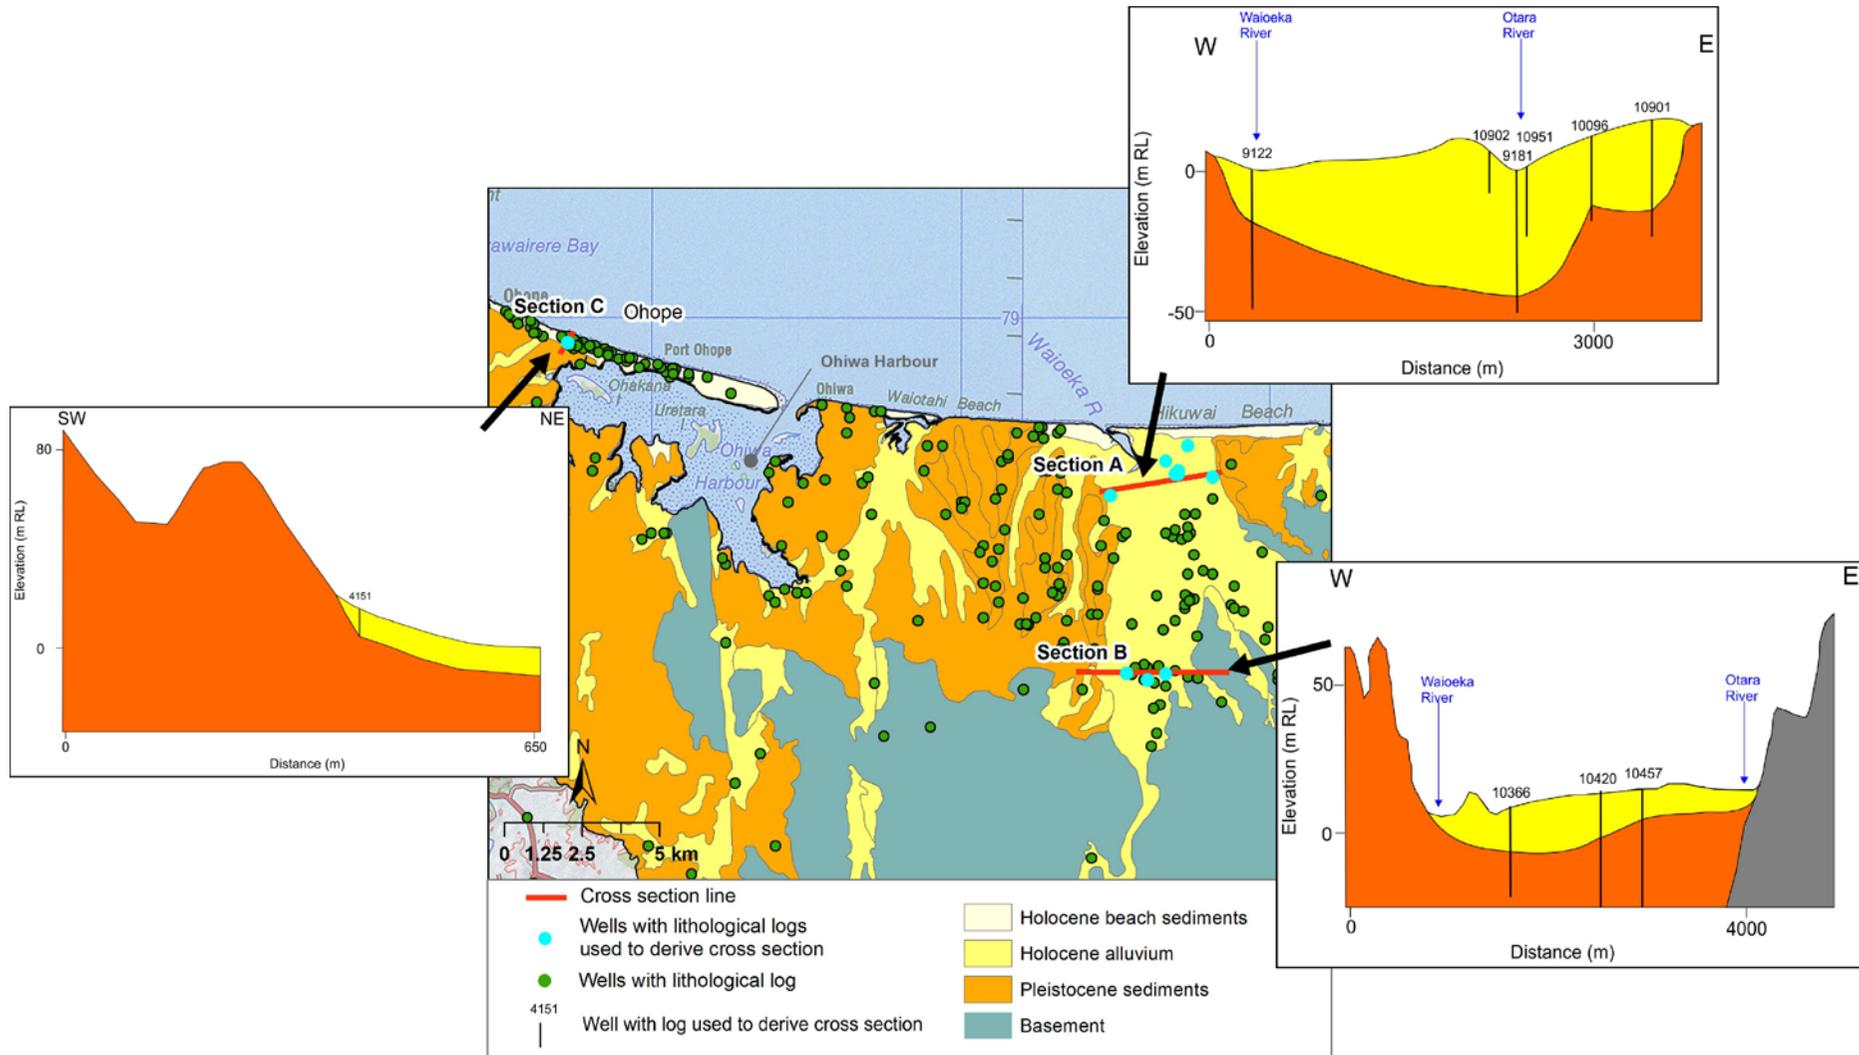 Waioeka
River
Otara
River
W
E
10901
10096
10902
10951
9181
9122
Elevation (m RL)
0
-50
0
3000
Distance (m)
nt
awairere Bay
Ohope
Section C
Ohope
Port Ohope
79
Waioeka R
Ohiwa Harbour
Ohakana
I
Uretara
I
Ohiwa
Waiotahi Beach
Hikuwai Beach
Ohiwa
Harbour
Section A
Section B
SW
NE
80
Elevation (m RL)
4151
0
0
650
Distance (m)
N
0 1.25 2.5 5 km
W
E
50
Waioeka
River
Otara
River
10366
10420
10457
Elevation (m RL)
0
0
4000
Distance (m)
Cross section line
Wells with lithological logs
used to derive cross section
Wells with lithological log
4151
Well with log used to derive cross section
Holocene beach sediments
Holocene alluvium
Pleistocene sediments
Basement